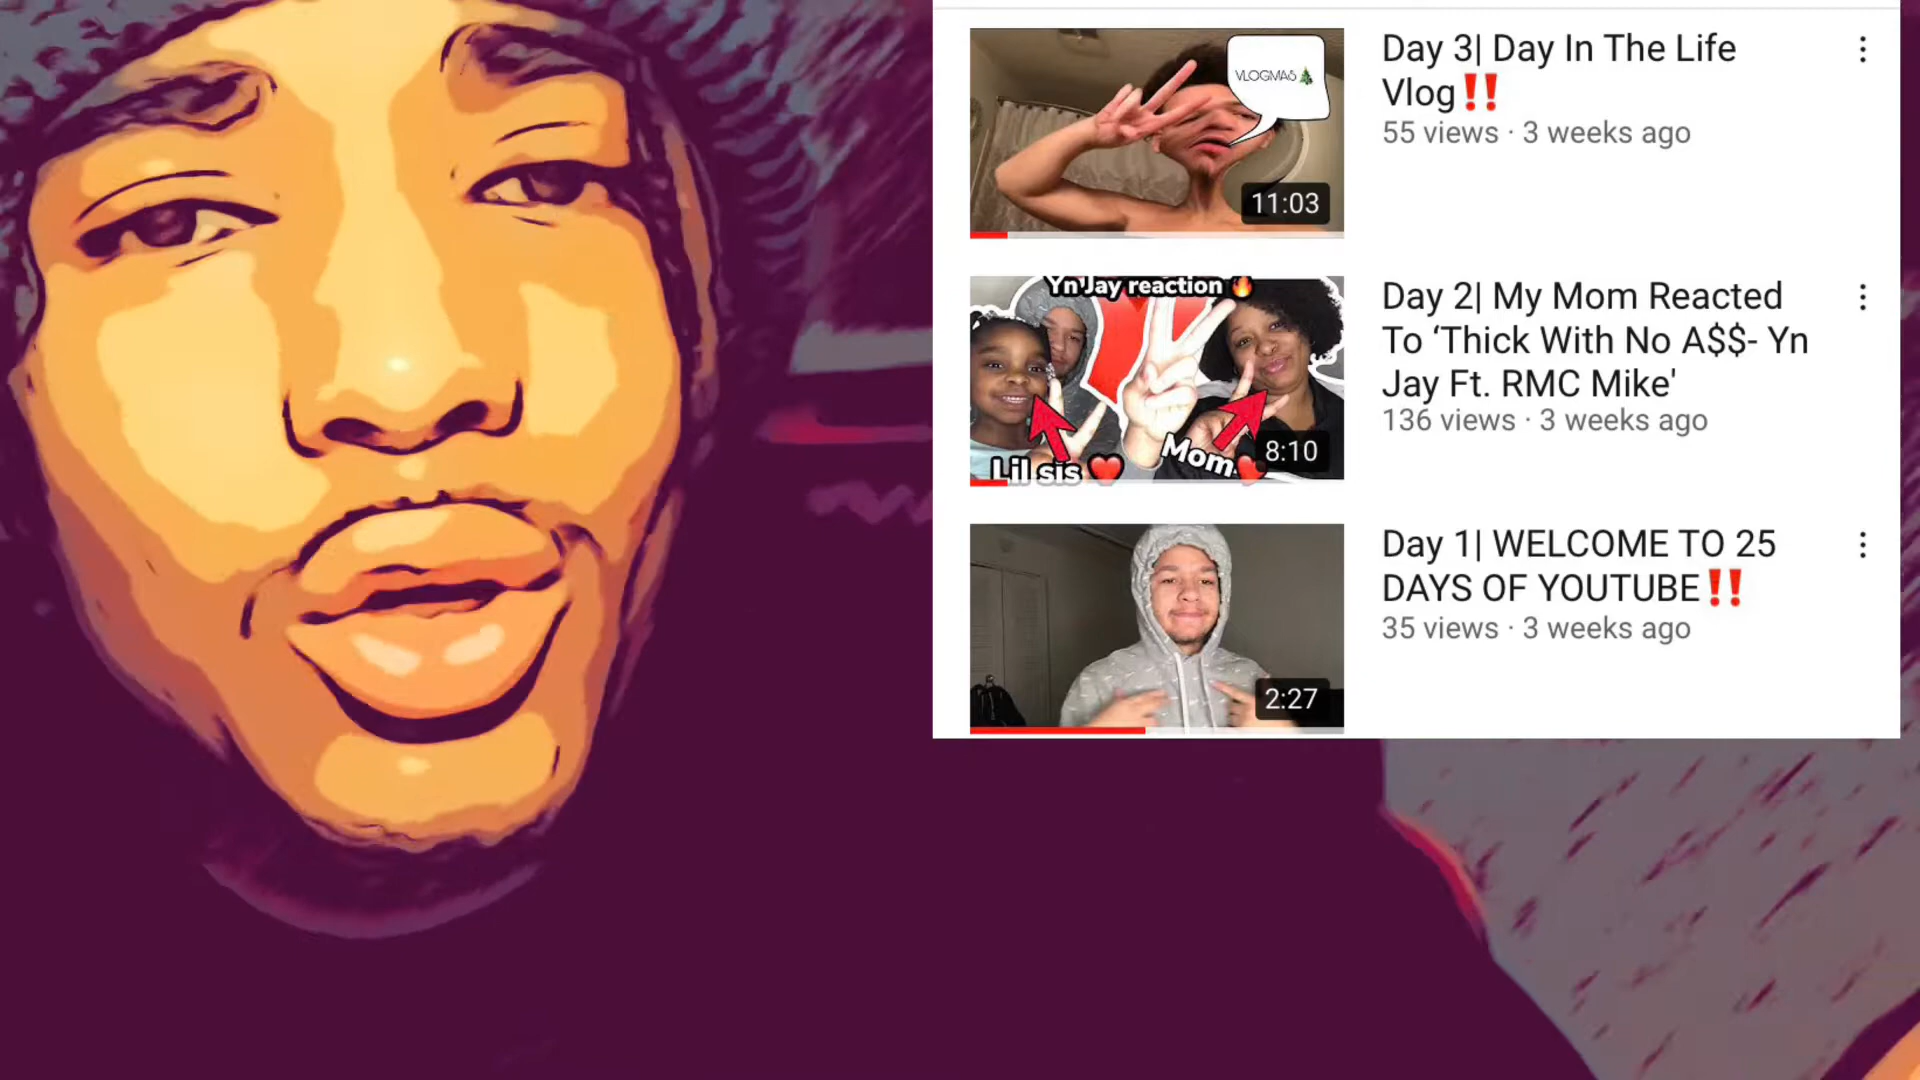 VLOGMAS
11:03
Day 3| Day In The Life
Vlog‼️
55 views · 3 weeks ago
Yn Jay reaction 🔥
Lil sis ❤️
Mom ❤️
8:10
Day 2| My Mom Reacted
To ‘Thick With No A$$- Yn
Jay Ft. RMC Mike'
136 views · 3 weeks ago
2:27
Day 1| WELCOME TO 25
DAYS OF YOUTUBE‼️
35 views · 3 weeks ago